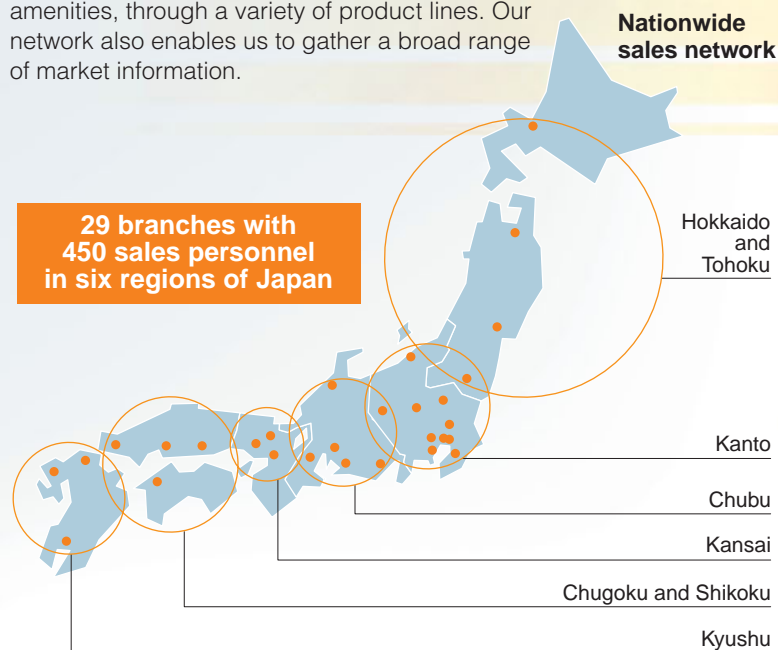 amenities, through a variety of product lines. Our
network also enables us to gather a broad range
of market information.
Nationwide
sales network
29 branches with
450 sales personnel
in six regions of Japan
Hokkaido
and
Tohoku
Kanto
Chubu
Kansai
Chugoku and Shikoku
Kyushu